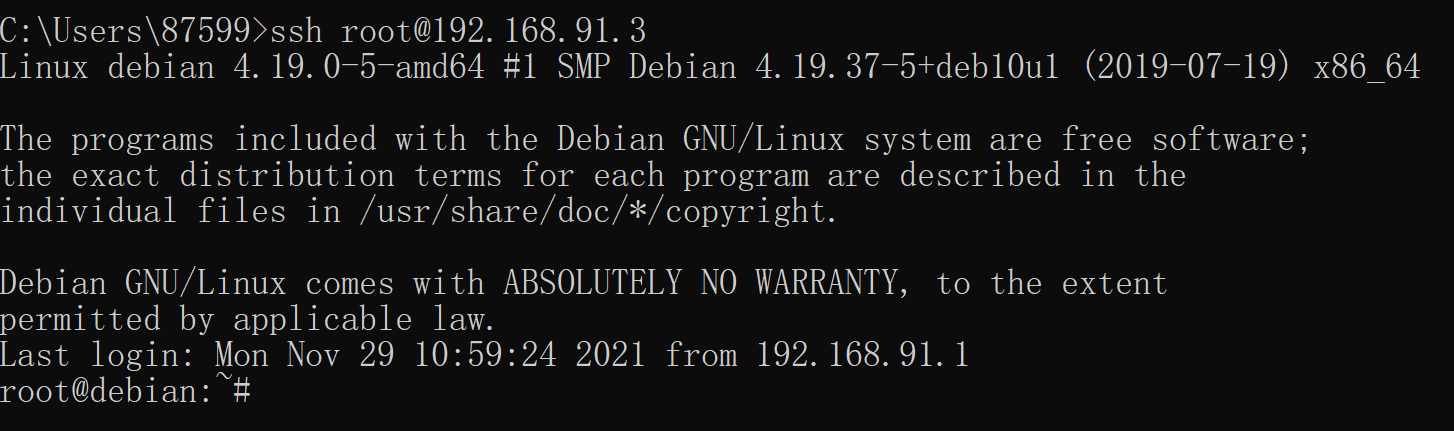 C:\Users\87599>ssh root@192.168.91.3
Linux debian 4.19.0-5-amd64 #1 SMP Debian 4.19.37-5+deb10u1 (2019-07-19) x86_64
The programs included with the Debian GNU/Linux system are free software;
the exact distribution terms for each program are described in the
individual files in /usr/share/doc/*/copyright.
Debian GNU/Linux comes with ABSOLUTELY NO WARRANTY, to the extent
permitted by applicable law.
Last login: Mon Nov 29 10:59:24 2021 from 192.168.91.1
root@debian:~#